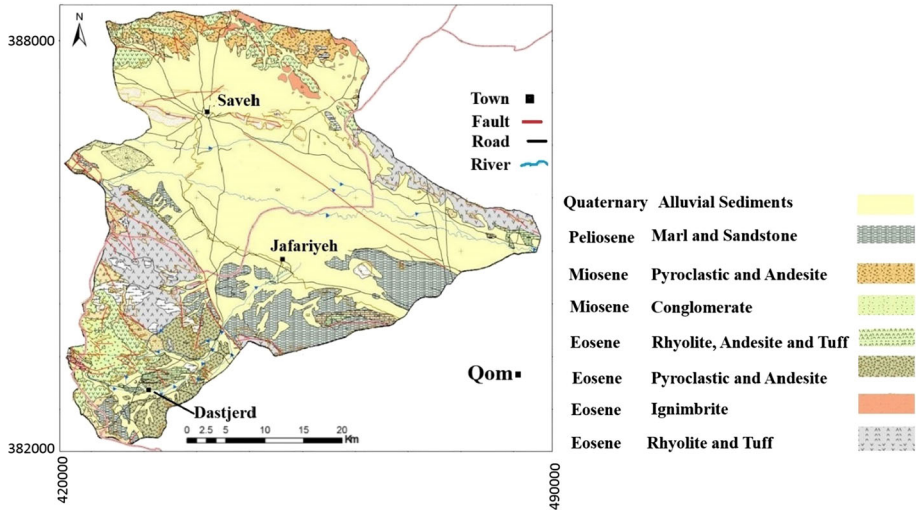 388000
N
Saveh
Town
Fault
Road
River
Jafariyeh
Qom
Dastjerd
0 2.5 5 10 15 20
Km
382000
420000
490000
Quaternary Alluvial Sediments
Peliosene Marl and Sandstone
Miosene Pyroclastic and Andesite
Miosene Conglomerate
Eosene Rhyolite, Andesite and Tuff
Eosene Pyroclastic and Andesite
Eosene Ignimbrite
Eosene Rhyolite and Tuff